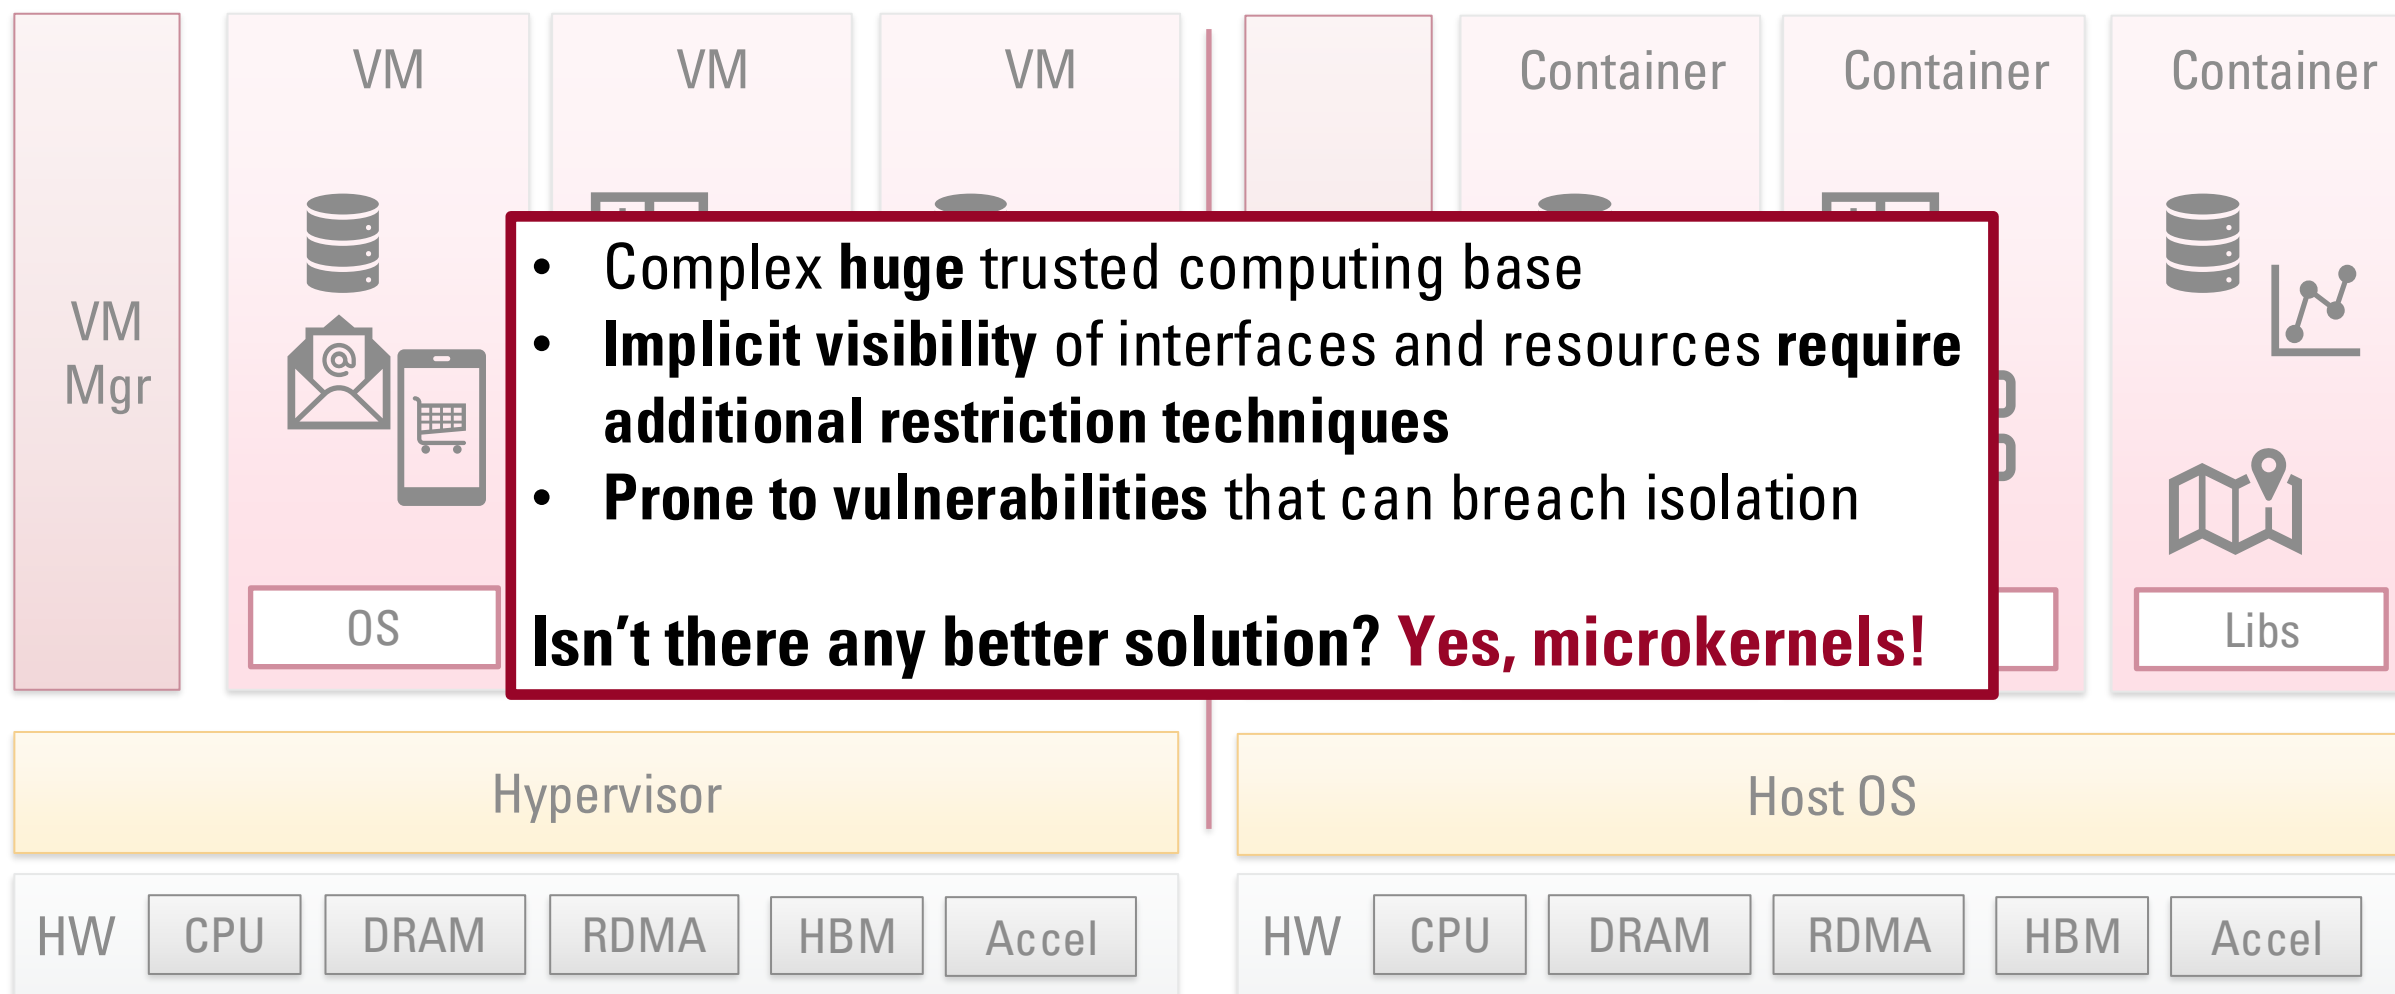 VM
VM
VM
Container
Container
Container
VM
Mgr
@
• Complex huge trusted computing base
• Implicit visibility of interfaces and resources require
additional restriction techniques
• Prone to vulnerabilities that can breach isolation
Isn’t there any better solution? Yes, microkernels!
OS
Libs
Hypervisor
Host OS
HW
CPU
DRAM
RDMA
HBM
Accel
HW
CPU
DRAM
RDMA
HBM
Accel